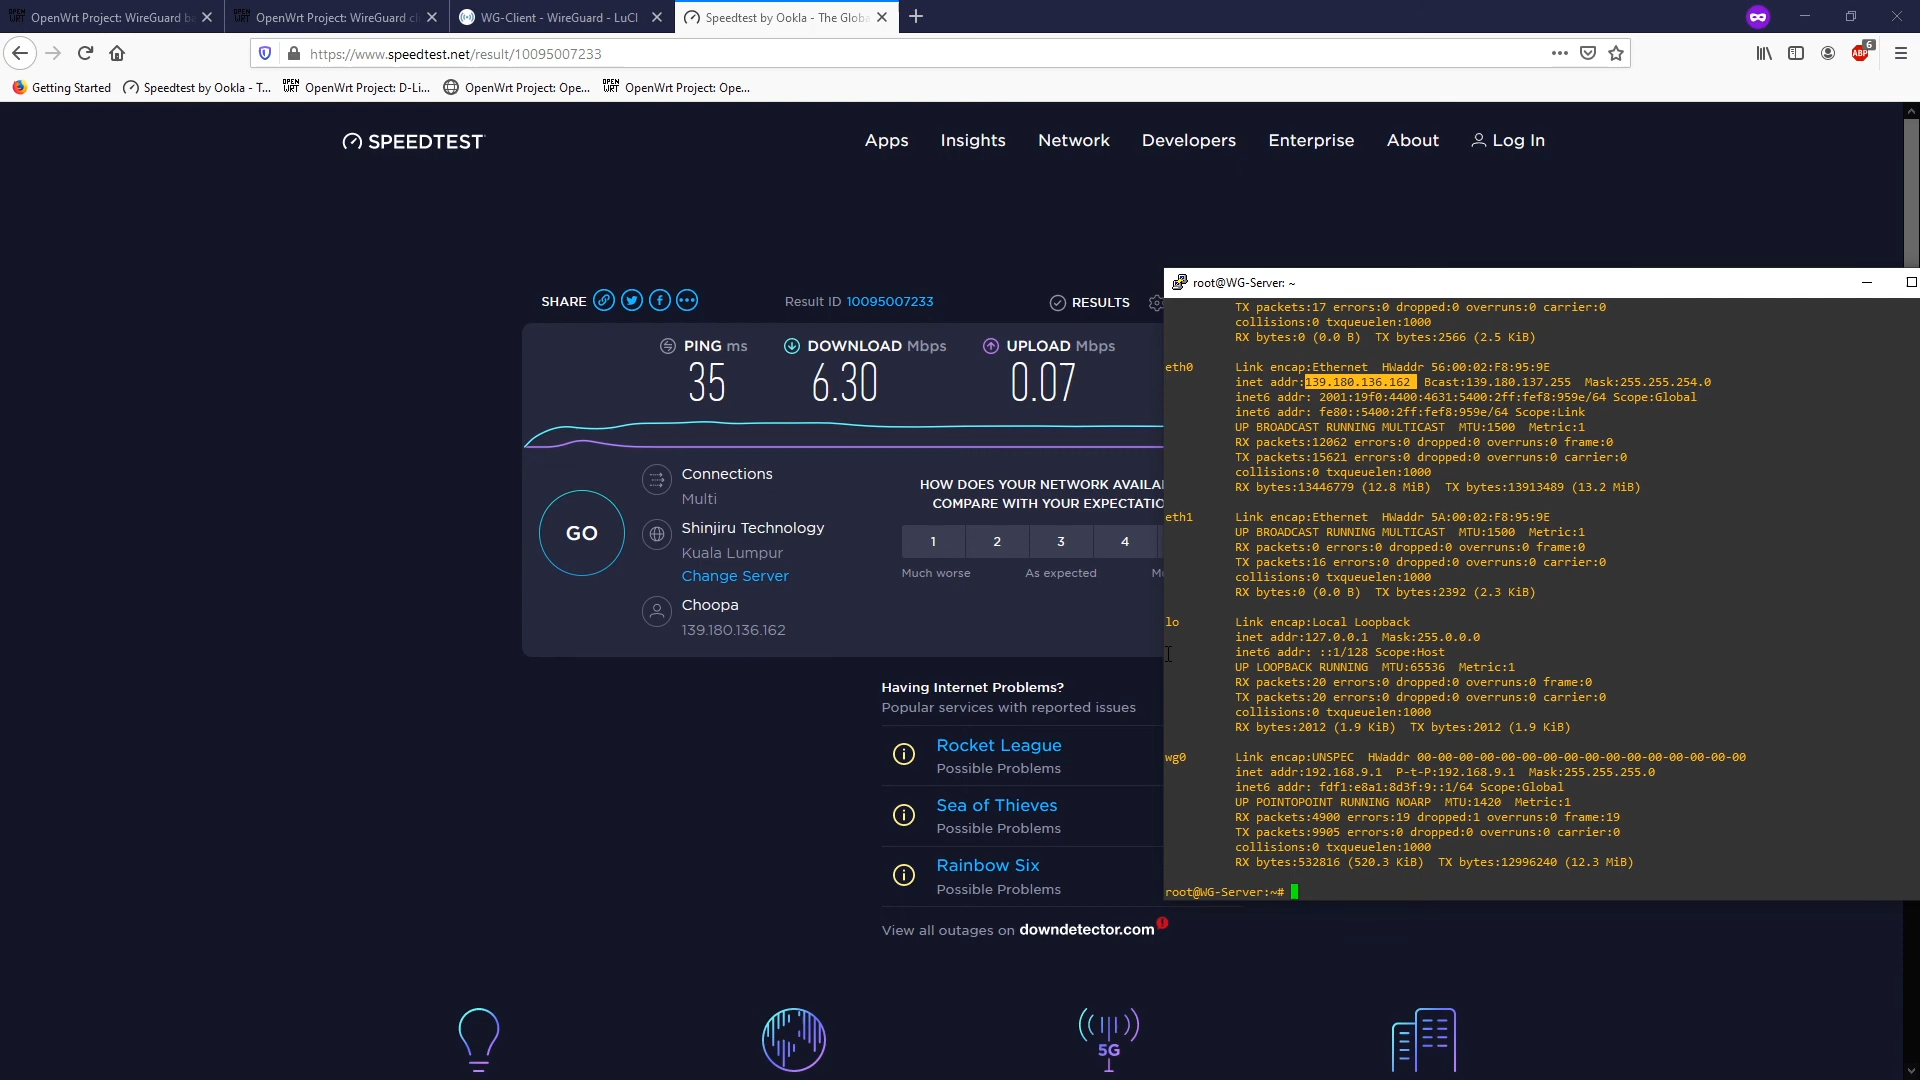 OpenWrt Project: WireGuard ba
OpenWrt Project: WireGuard cl
WG-Client - WireGuard - LuCI
Speedtest by Ookla - The Globa
https://www.speedtest.net/result/10095007233
ABP
6
Getting Started
Speedtest by Ookla - T...
OPEN
WRT
OpenWrt Project: D-Li...
OpenWrt Project: Ope...
OPEN
WRT
OpenWrt Project: Ope...
SPEEDTEST
Apps
Insights
Network
Developers
Enterprise
About
Log In
SHARE
Result ID 10095007233
RESULTS
PING ms
35
DOWNLOAD Mbps
6.30
UPLOAD Mbps
0.07
GO
Connections
Multi
Shinjiru Technology
Kuala Lumpur
Change Server
Choopa
139.180.136.162
HOW DOES YOUR NETWORK AVAILA
COMPARE WITH YOUR EXPECTATIO
1
2
3
4
Much worse
As expected
Mu
Having Internet Problems?
Popular services with reported issues
Rocket League
Possible Problems
Sea of Thieves
Possible Problems
Rainbow Six
Possible Problems
View all outages on downdetector.com
5G
root@WG-Server: ~
TX packets:17 errors:0 dropped:0 overruns:0 carrier:0
collisions:0 txqueuelen:1000
RX bytes:0 (0.0 B)  TX bytes:2566 (2.5 KiB)
eth0 Link encap:Ethernet  HWaddr 56:00:02:F8:95:9E
inet addr:139.180.136.162  Bcast:139.180.137.255  Mask:255.255.254.0
inet6 addr: 2001:19f0:4400:4631:5400:2ff:fef8:959e/64 Scope:Global
inet6 addr: fe80::5400:2ff:fef8:959e/64 Scope:Link
UP BROADCAST RUNNING MULTICAST  MTU:1500  Metric:1
RX packets:12062 errors:0 dropped:0 overruns:0 frame:0
TX packets:15621 errors:0 dropped:0 overruns:0 carrier:0
collisions:0 txqueuelen:1000
RX bytes:13446779 (12.8 MiB)  TX bytes:13913489 (13.2 MiB)
eth1 Link encap:Ethernet  HWaddr 5A:00:02:F8:95:9E
UP BROADCAST RUNNING MULTICAST  MTU:1500  Metric:1
RX packets:0 errors:0 dropped:0 overruns:0 frame:0
TX packets:16 errors:0 dropped:0 overruns:0 carrier:0
collisions:0 txqueuelen:1000
RX bytes:0 (0.0 B)  TX bytes:2392 (2.3 KiB)
lo Link encap:Local Loopback
inet addr:127.0.0.1  Mask:255.0.0.0
inet6 addr: ::1/128 Scope:Host
UP LOOPBACK RUNNING  MTU:65536  Metric:1
RX packets:20 errors:0 dropped:0 overruns:0 frame:0
TX packets:20 errors:0 dropped:0 overruns:0 carrier:0
collisions:0 txqueuelen:1000
RX bytes:2012 (1.9 KiB)  TX bytes:2012 (1.9 KiB)
wg0 Link encap:UNSPEC  HWaddr 00-00-00-00-00-00-00-00-00-00-00-00-00-00-00-00
inet addr:192.168.9.1  P-t-P:192.168.9.1  Mask:255.255.255.0
inet6 addr: fdf1:e8a1:8d3f:9::1/64 Scope:Global
UP POINTOPOINT RUNNING NOARP  MTU:1420  Metric:1
RX packets:4900 errors:19 dropped:1 overruns:0 frame:19
TX packets:9905 errors:0 dropped:0 overruns:0 carrier:0
collisions:0 txqueuelen:1000
RX bytes:532816 (520.3 KiB)  TX bytes:12996240 (12.3 MiB)
root@WG-Server:~#